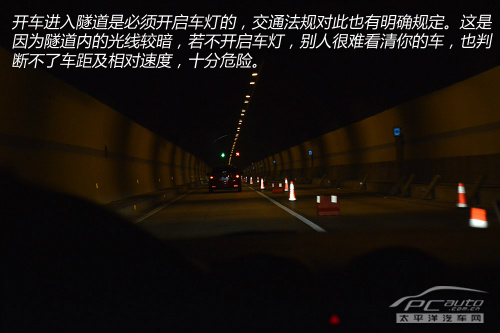 开车进入隧道是必须开启车灯的，交通法规对此也有明确规定。这是
因为隧道内的光线较暗，若不开启车灯，别人很难看清你的车，也判
断不了车距及相对速度，十分危险。
PCauto
.com.cn
太平洋汽车网